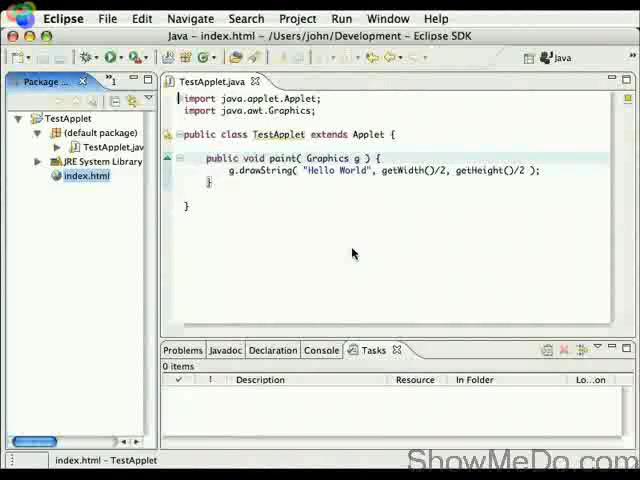 Eclipse File Edit Navigate Search Project Run Window Help
Java - index.html - /Users/john/Development - Eclipse SDK
Java
Package
1
TestApplet.java
TestApplet
(default package)
TestApplet.jav
JRE System Library
index.html
import java.applet.Applet;
import java.awt.Graphics;
public class TestApplet extends Applet {
public void paint( Graphics g ) {
g.drawString( "Hello World", getWidth()/2, getHeight()/2 );
}
}
Problems Javadoc Declaration Console Tasks
0 items
! Description Resource In Folder Lo...on
index.html - TestApplet
ShowMeDo.com